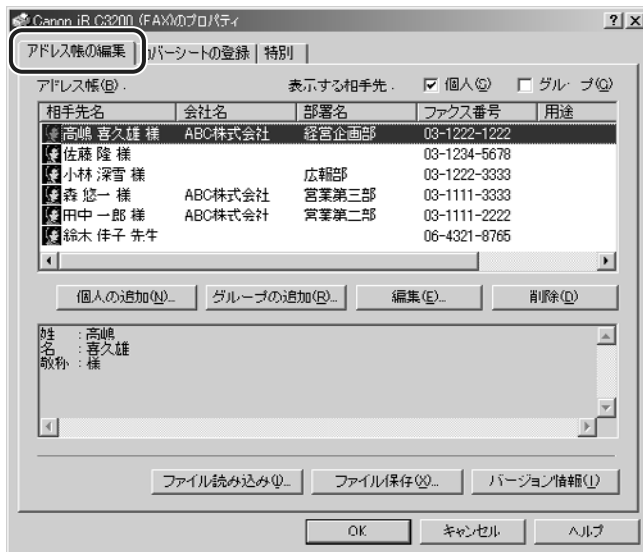 Canon iR C3200 (FAX)のプロパティ
アドレス帳の編集 カバーシートの登録 特別
アドレス帳(B): 表示する相手先: 個人(S) グループ(G)
相手先名 会社名 部署名 ファクス番号 用途
高嶋 喜久雄 様 ABC株式会社 経営企画部 03-1222-1222
佐藤 隆 様 03-1234-5678
小林 深雪 様 広報部 03-1222-3333
森 悠一 様 ABC株式会社 営業第三部 03-1111-3333
田中 一郎 様 ABC株式会社 営業第二部 03-1111-2222
鈴木 佳子 先生 06-4321-8765
個人の追加(N)... グループの追加(R)... 編集(E)... 削除(D)
姓 : 高嶋
名 : 喜久雄
敬称 : 様
ファイル読み込み(I)... ファイル保存(X)... バージョン情報(I)
OK キャンセル ヘルプ